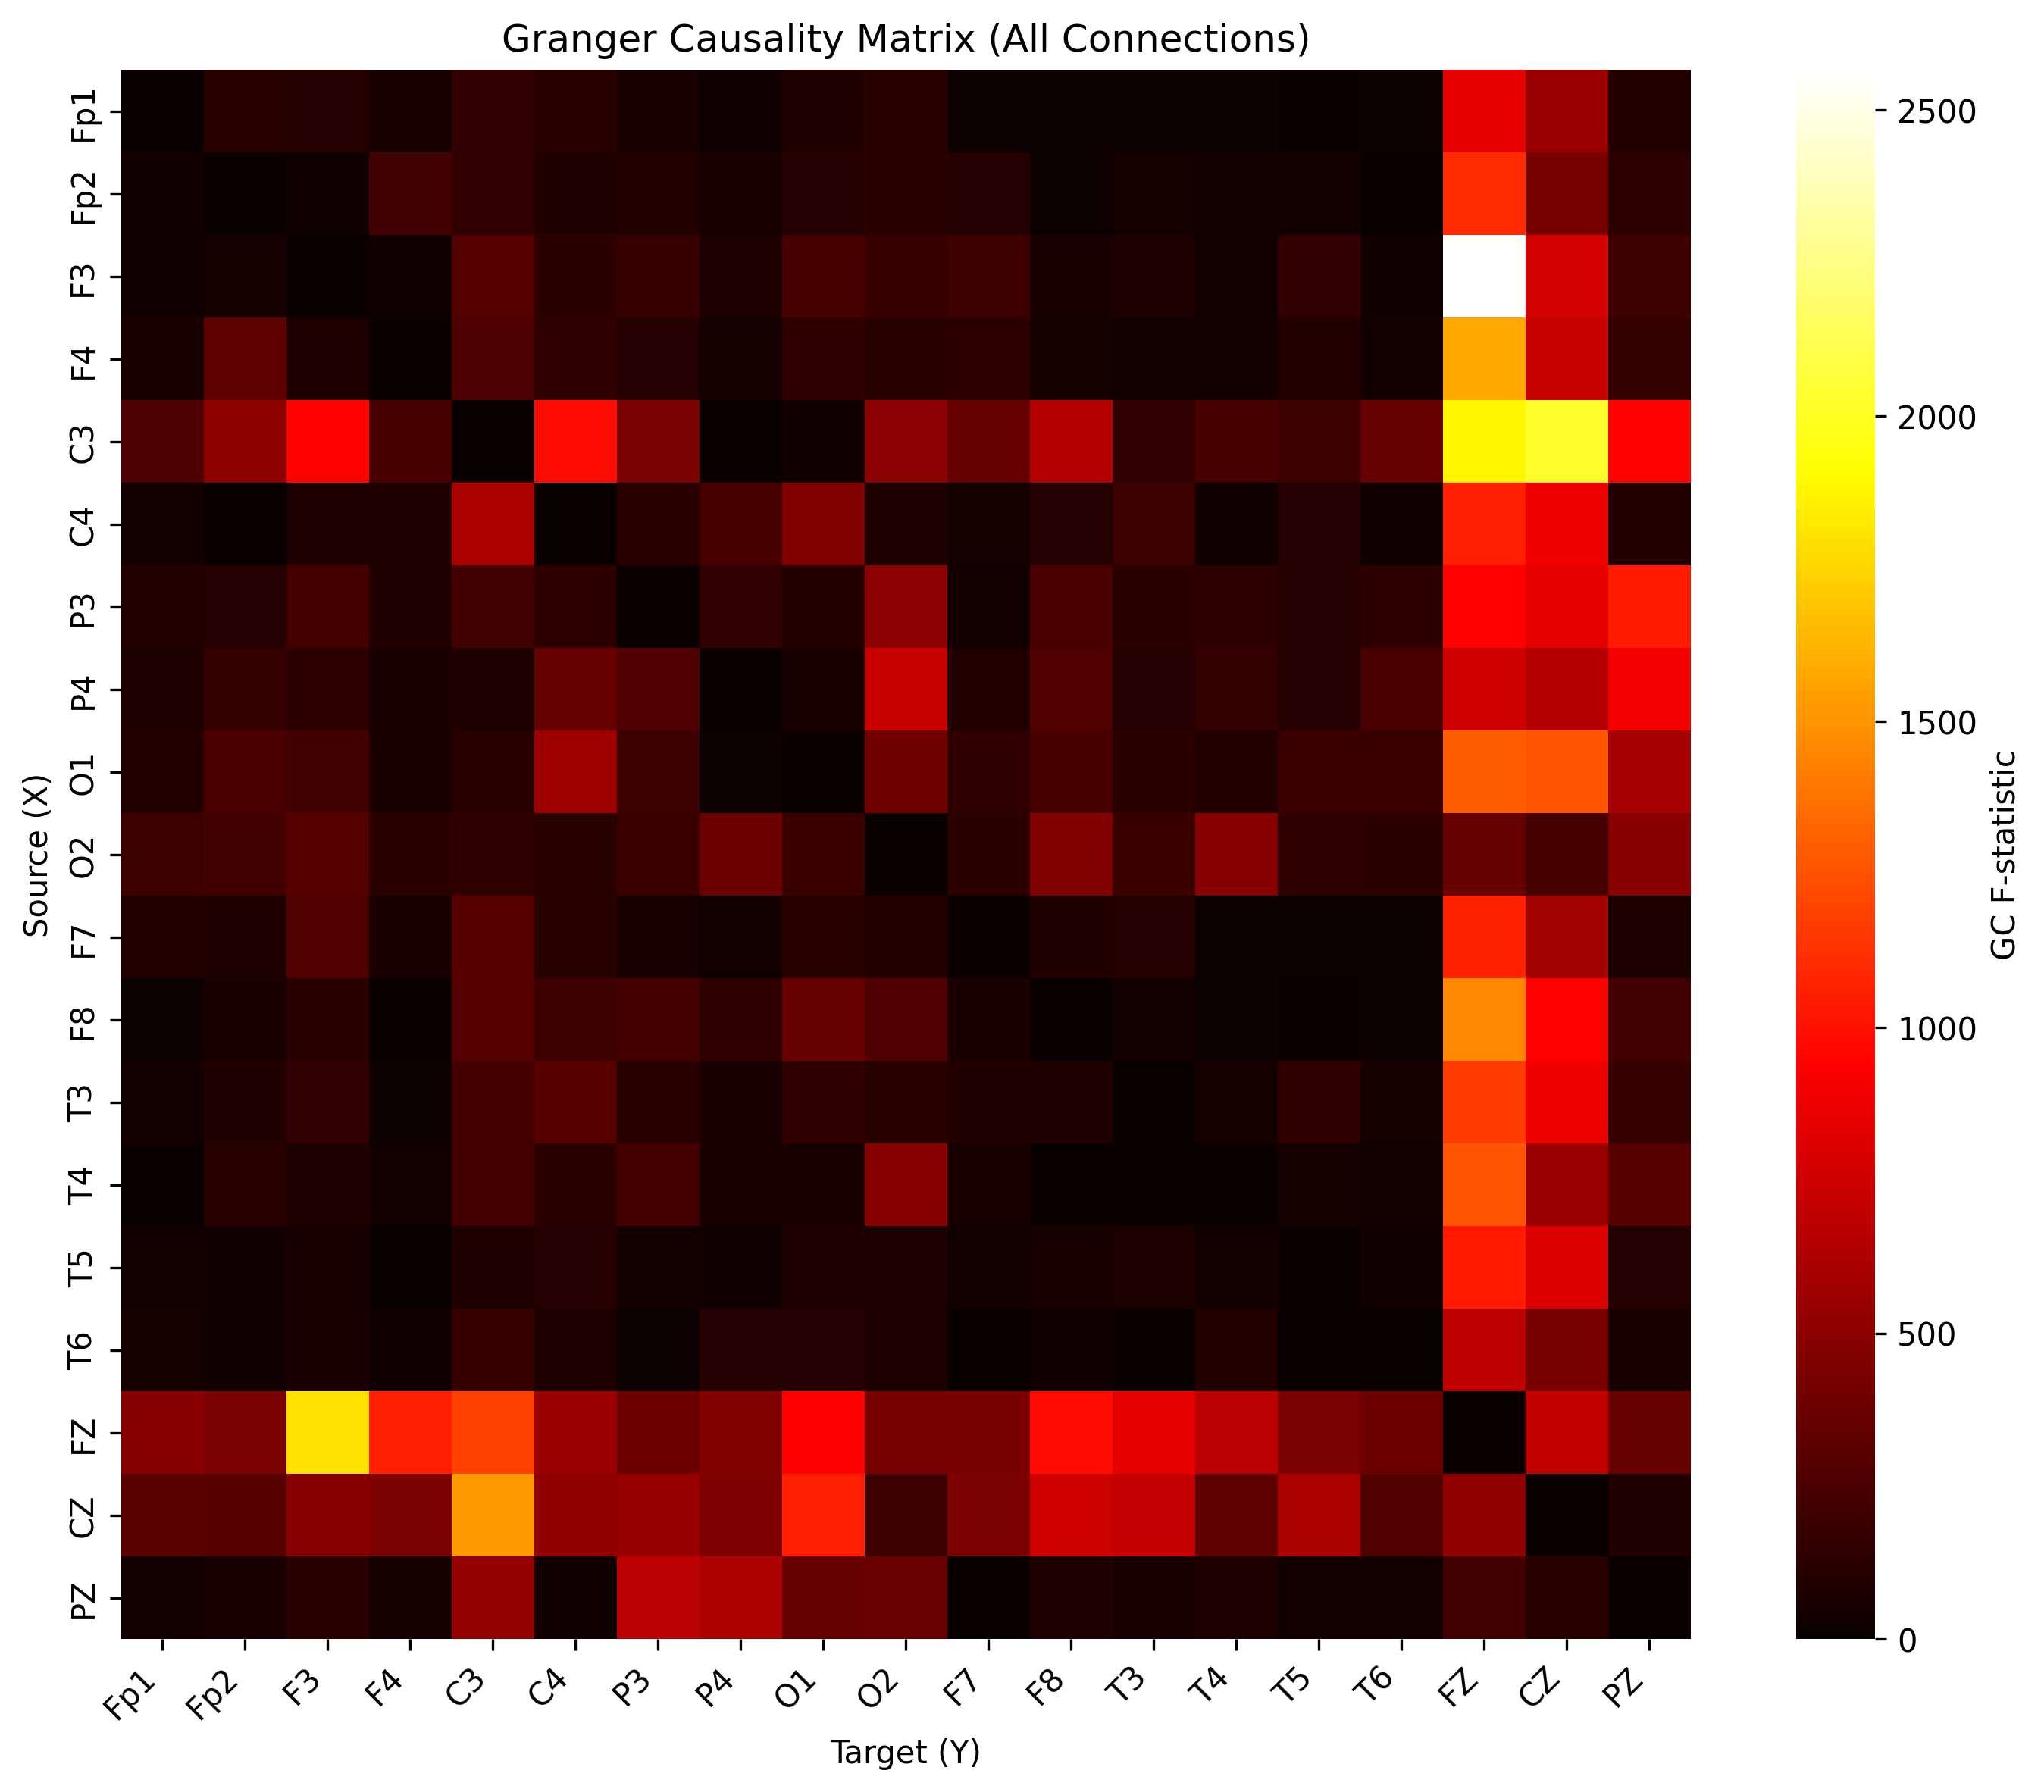 Granger Causality Matrix (All Connections)
Source (X)
Fp1
Fp2
F3
F4
C3
C4
P3
P4
O1
O2
F7
F8
T3
T4
T5
T6
FZ
CZ
PZ
Fp1 Fp2 F3 F4 C3 C4 P3 P4 O1 O2 F7 F8 T3 T4 T5 T6 FZ CZ PZ
Target (Y)
2500
2000
1500
1000
500
0
GC F-statistic